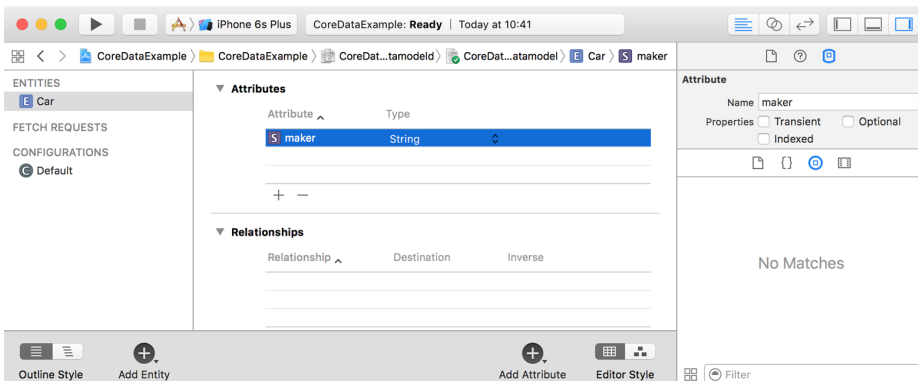 iPhone 6s Plus
CoreDataExample: Ready | Today at 10:41
CoreDataExample
CoreDataExample
CoreDat...tamodeld
CoreDat...atamodel
E Car
S maker
ENTITIES
E Car
FETCH REQUESTS
CONFIGURATIONS
C Default
Attributes
Attribute Type
S maker String
Relationships
Relationship Destination Inverse
Outline Style
Add Entity
Add Attribute
Editor Style
Attribute
Name maker
Properties Transient Optional
Indexed
No Matches
Filter